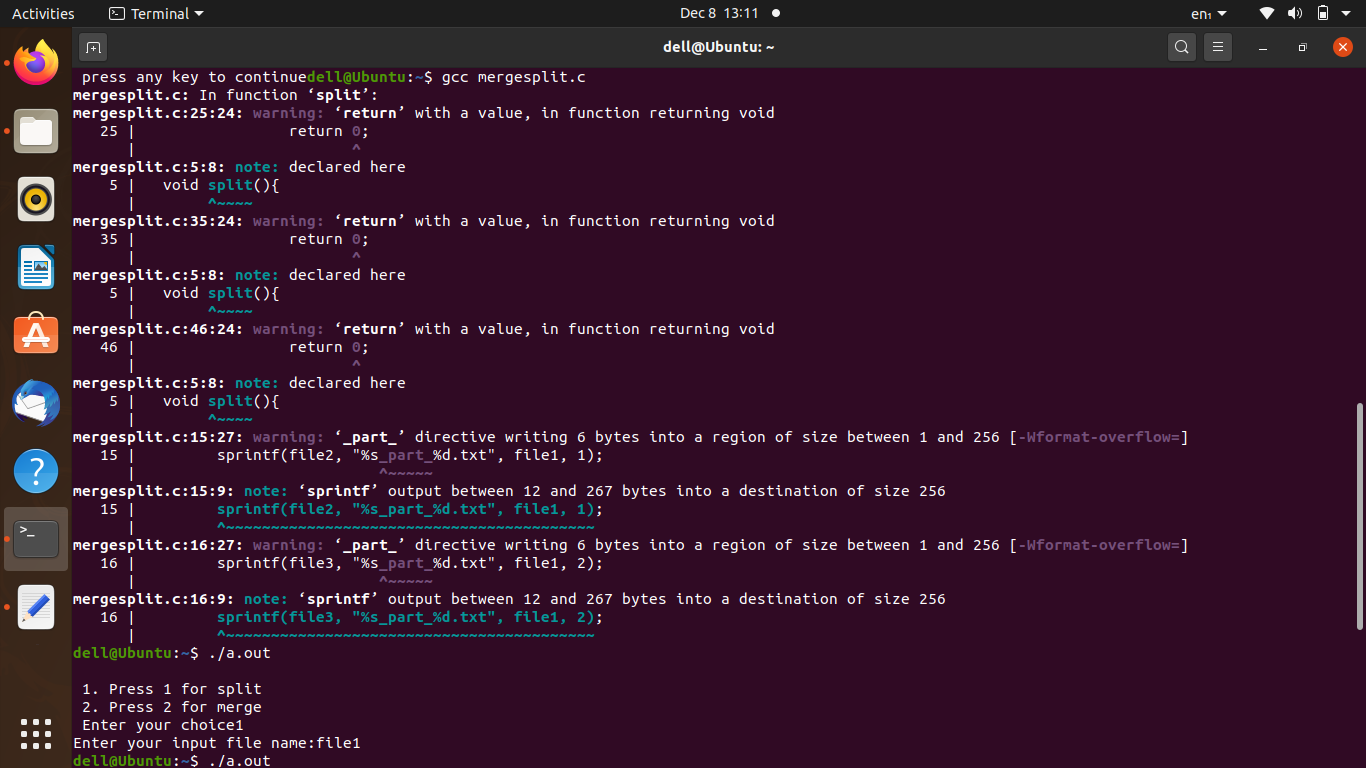 Activities Terminal Dec 8 13:11 en₁
dell@Ubuntu: ~
 press any key to continuedell@Ubuntu:~$ gcc mergesplit.c
mergesplit.c: In function ‘split’:
mergesplit.c:25:24: warning: ‘return’ with a value, in function returning void
   25 |                 return 0;
      |                        ^
mergesplit.c:5:8: note: declared here
    5 |   void split(){
      |        ^~~~~
mergesplit.c:35:24: warning: ‘return’ with a value, in function returning void
   35 |                 return 0;
      |                        ^
mergesplit.c:5:8: note: declared here
    5 |   void split(){
      |        ^~~~~
mergesplit.c:46:24: warning: ‘return’ with a value, in function returning void
   46 |                 return 0;
      |                        ^
mergesplit.c:5:8: note: declared here
    5 |   void split(){
      |        ^~~~~
mergesplit.c:15:27: warning: ‘_part_’ directive writing 6 bytes into a region of size between 1 and 256 [-Wformat-overflow=]
   15 |         sprintf(file2, "%s_part_%d.txt", file1, 1);
      |                           ^~~~~~
mergesplit.c:15:9: note: ‘sprintf’ output between 12 and 267 bytes into a destination of size 256
   15 |         sprintf(file2, "%s_part_%d.txt", file1, 1);
      |         ^~~~~~~~~~~~~~~~~~~~~~~~~~~~~~~~~~~~~~~~~~
mergesplit.c:16:27: warning: ‘_part_’ directive writing 6 bytes into a region of size between 1 and 256 [-Wformat-overflow=]
   16 |         sprintf(file3, "%s_part_%d.txt", file1, 2);
      |                           ^~~~~~
mergesplit.c:16:9: note: ‘sprintf’ output between 12 and 267 bytes into a destination of size 256
   16 |         sprintf(file3, "%s_part_%d.txt", file1, 2);
      |         ^~~~~~~~~~~~~~~~~~~~~~~~~~~~~~~~~~~~~~~~~~
dell@Ubuntu:~$ ./a.out
 1. Press 1 for split
 2. Press 2 for merge
 Enter your choice1
Enter your input file name:file1
dell@Ubuntu:~$ ./a.out